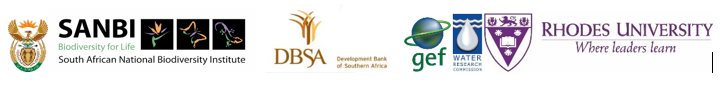 SANBI
Biodiversity for Life
South African National Biodiversity Institute
DBSA
Development Bank
of Southern Africa
gef
WATER
RESEARCH
COMMISSION
RHODES UNIVERSITY
Where leaders learn